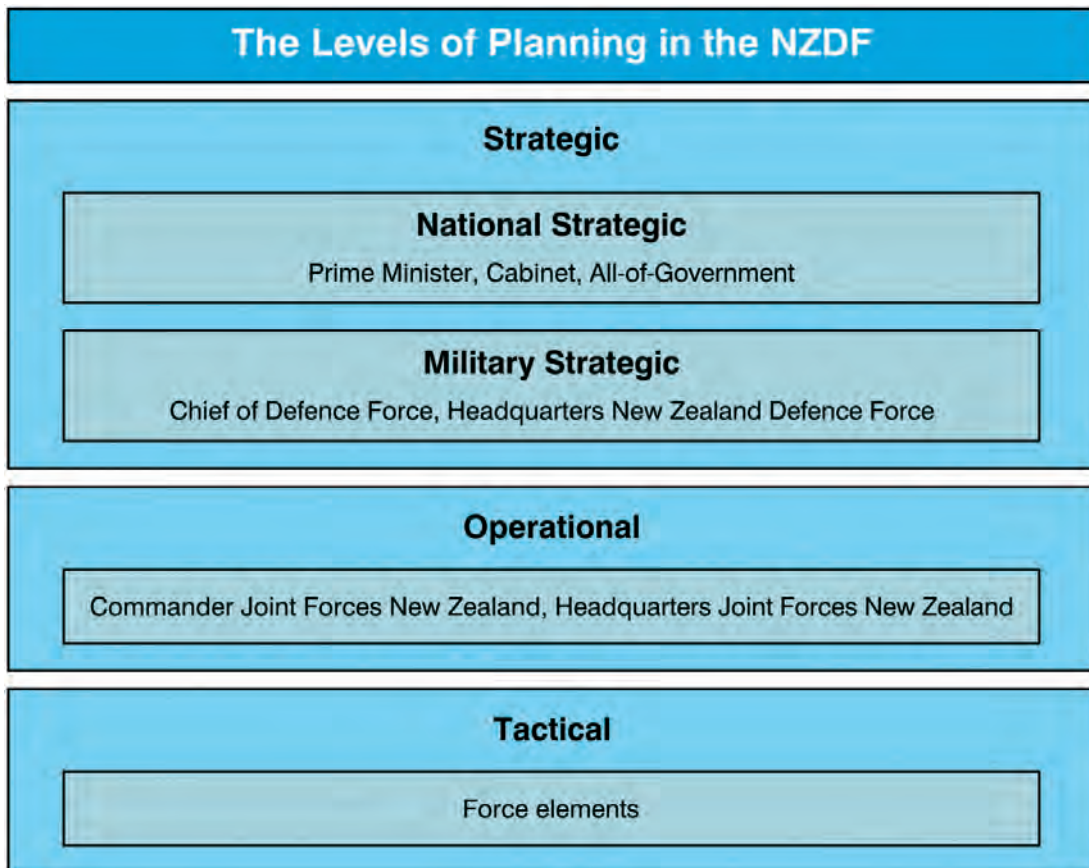 The Levels of Planning in the NZDF
Strategic
National Strategic
Prime Minister, Cabinet, All-of-Government
Military Strategic
Chief of Defence Force, Headquarters New Zealand Defence Force
Operational
Commander Joint Forces New Zealand, Headquarters Joint Forces New Zealand
Tactical
Force elements